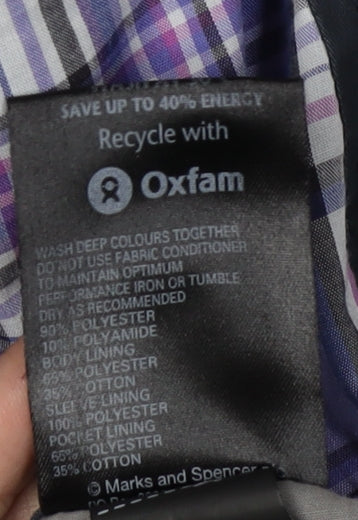 SAVE UP TO 40% ENERGY
Recycle with
Oxfam
WASH DEEP COLOURS TOGETHER
DO NOT USE FABRIC CONDITIONER
TO MAINTAIN OPTIMUM
PERFORMANCE IRON OR TUMBLE
DRY AS RECOMMENDED
90% POLYESTER
10% POLYAMIDE
BODY LINING
65% POLYESTER
35% COTTON
SLEEVE LINING
100% POLYESTER
POCKET LINING
65% POLYESTER
35% COTTON
© Marks and Spencer